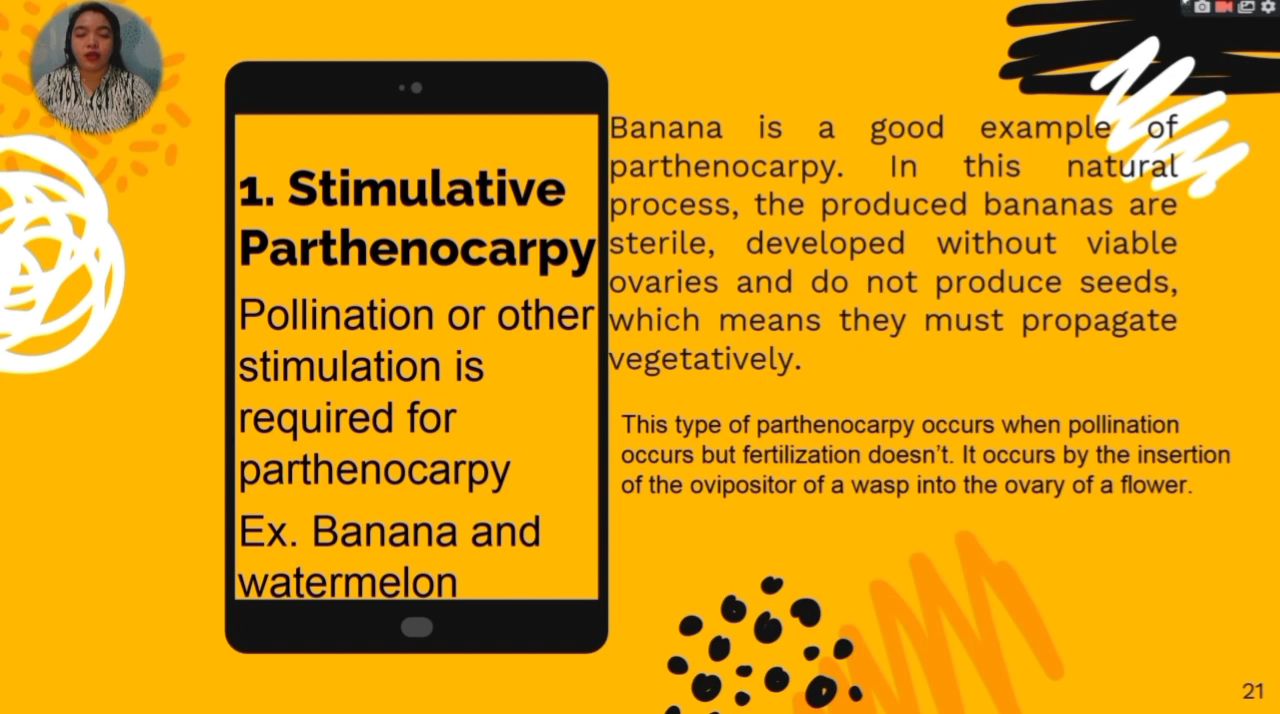 1. Stimulative
Parthenocarpy
Pollination or other
stimulation is
required for
parthenocarpy
Ex. Banana and
watermelon
Banana is a good example of
parthenocarpy. In this natural
process, the produced bananas are
sterile, developed without viable
ovaries and do not produce seeds,
which means they must propagate
vegetatively.
This type of parthenocarpy occurs when pollination
occurs but fertilization doesn’t. It occurs by the insertion
of the ovipositor of a wasp into the ovary of a flower.
21